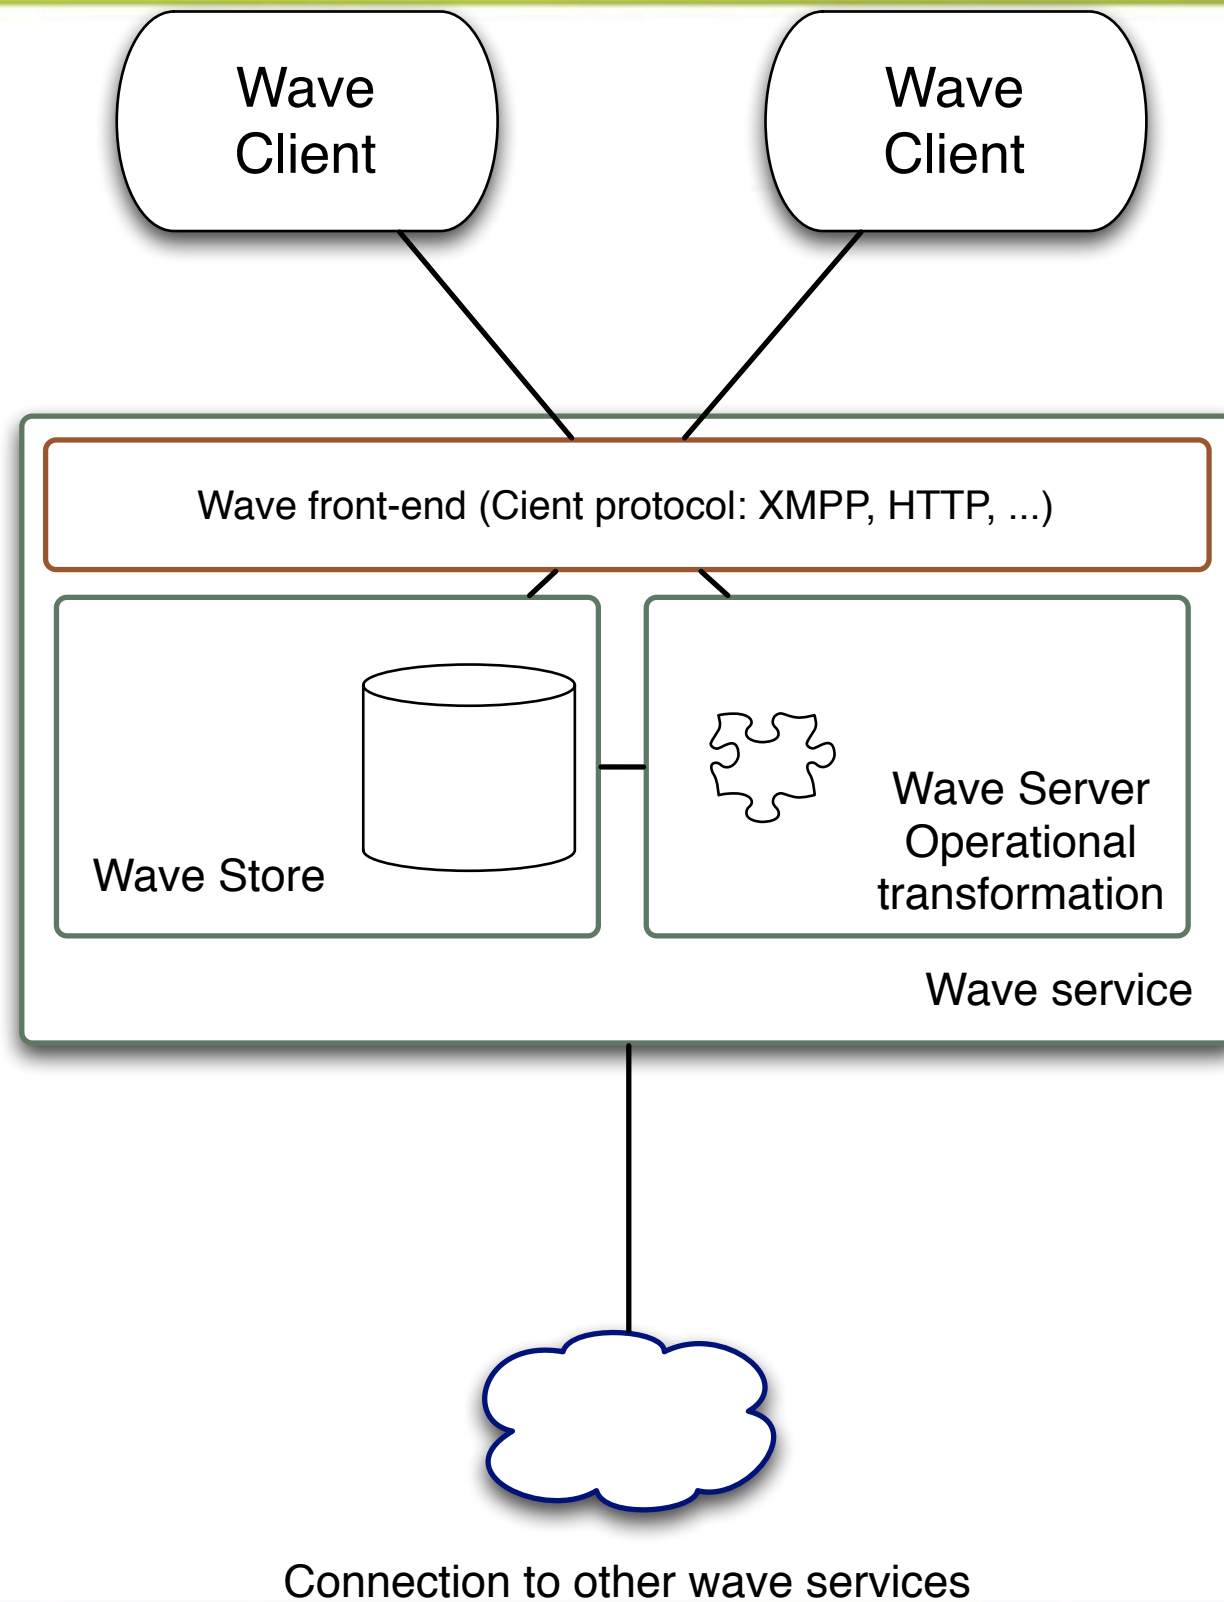 Wave
Client
Wave
Client
Wave front-end (Cient protocol: XMPP, HTTP, ...)
Wave Store
Wave Server
Operational
transformation
Wave service
Connection to other wave services